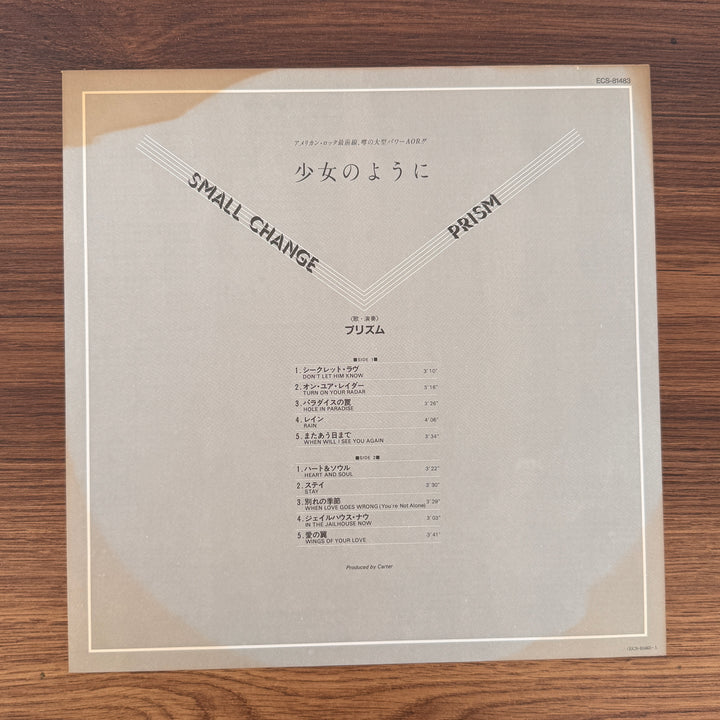 ECS-81483
アメリカン・ロック最前線、噂の大型パワーAOR!!
少女のように
SMALL CHANGE
PRISM
(歌・演奏)
プリズム
■SIDE 1■
1. シークレット・ラヴ 3'10"
DON'T LET HIM KNOW
2. オン・ユア・レイダー 3'16"
TURN ON YOUR RADAR
3. パラダイスの罠 3'26"
HOLE IN PARADISE
4. レイン 4'06"
RAIN
5. またあう日まで 3'34"
WHEN WILL I SEE YOU AGAIN
■SIDE 2■
1. ハート&ソウル 3'22"
HEART AND SOUL
2. ステイ 3'30"
STAY
3. 別れの季節 3'29"
WHEN LOVE GOES WRONG (You're Not Alone)
4. ジェイルハウス・ナウ 3'03"
IN THE JAILHOUSE NOW
5. 愛の翼 3'41"
WINGS OF YOUR LOVE
Produced by Carter
(ECS-81483-1